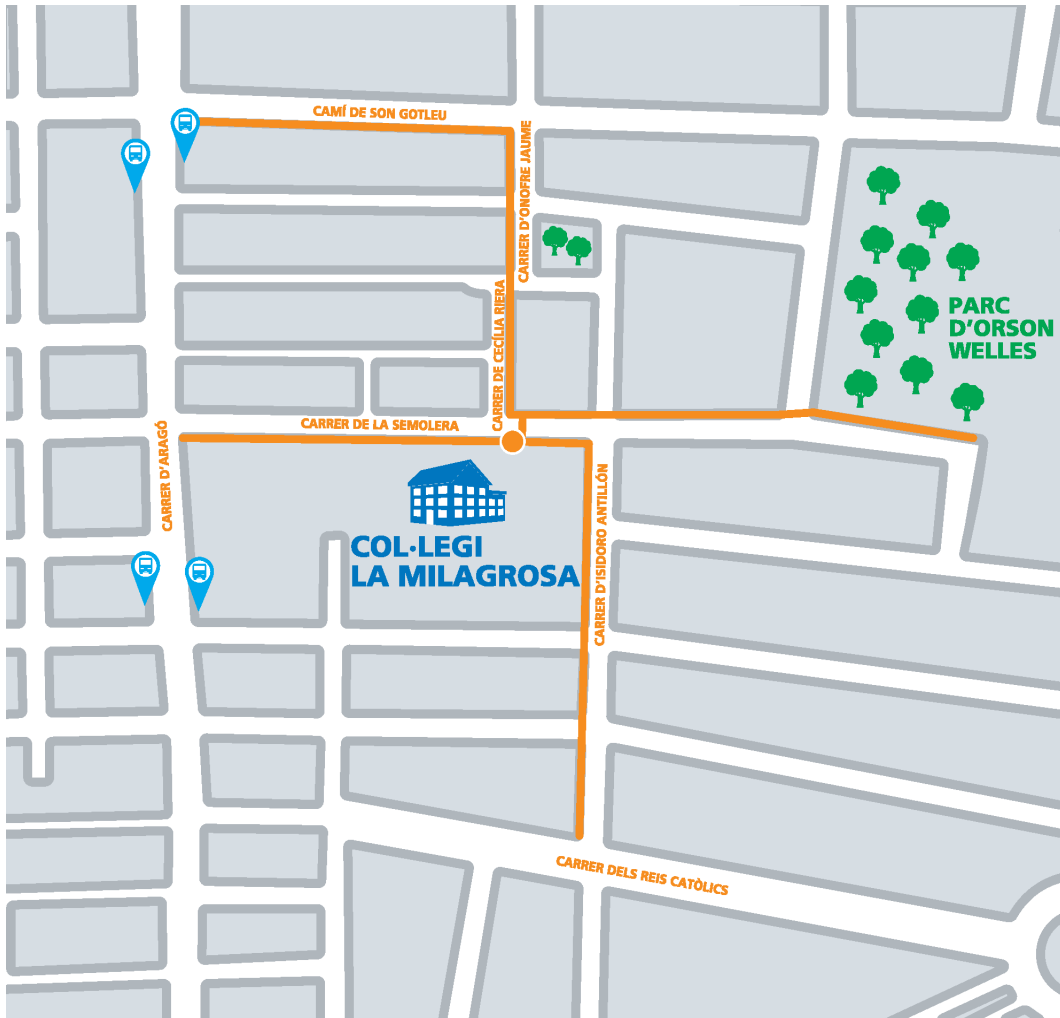 CAMÍ DE SON GOTLEU
CARRER D'ONOFRE JAUME
CARRER DE CECÍLIA RIERA
PARC
D'ORSON
WELLES
CARRER DE LA SEMOLERA
CARRER D'ARAGÓ
COL·LEGI
LA MILAGROSA
CARRER D'ISIDORO ANTILLÓN
CARRER DELS REIS CATÒLICS